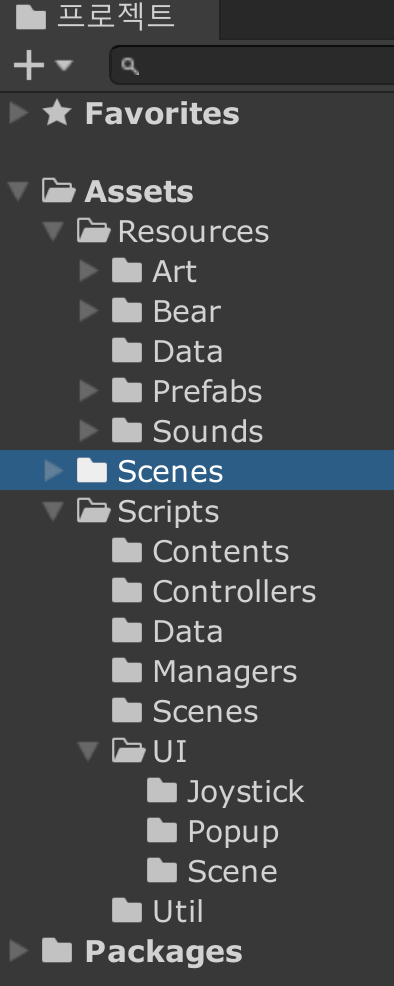 프로젝트
Favorites
Assets
Resources
Art
Bear
Data
Prefabs
Sounds
Scenes
Scripts
Contents
Controllers
Data
Managers
Scenes
UI
Joystick
Popup
Scene
Util
Packages